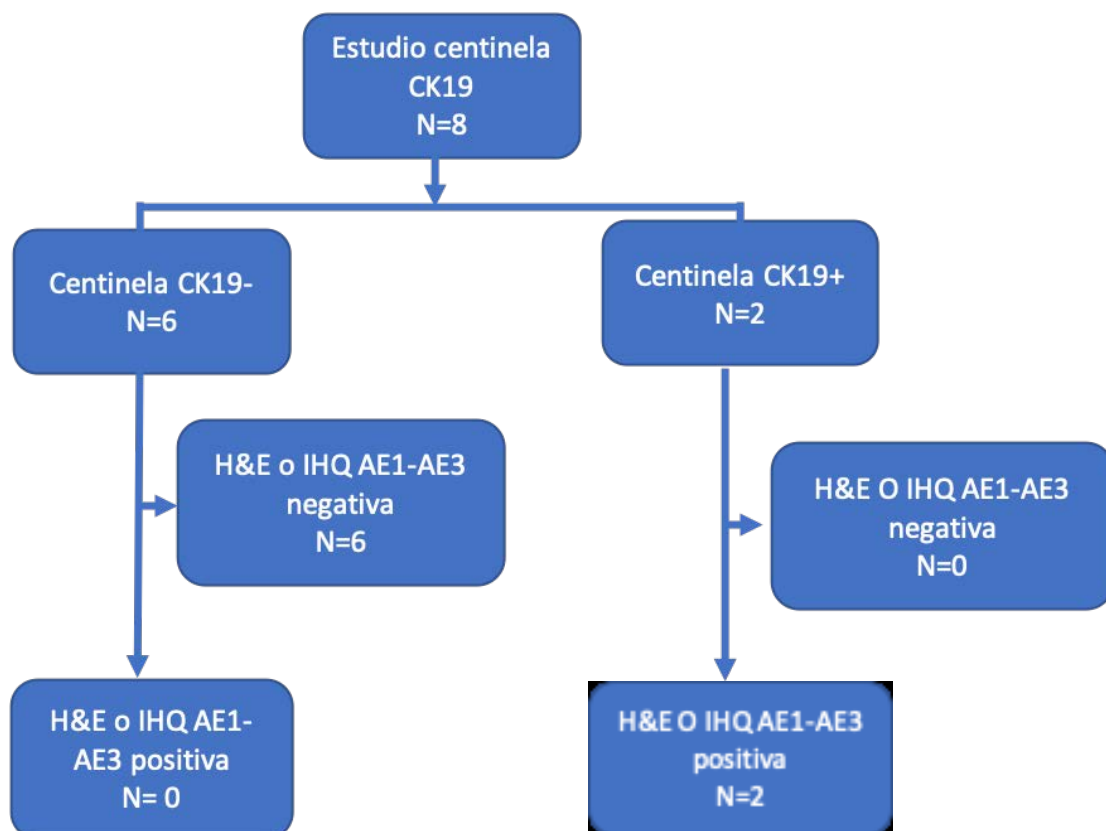 Estudio centinela
CK19
N=8
Centinela CK19-
N=6
Centinela CK19+
N=2
H&E o IHQ AE1-AE3
negativa
N=6
H&E O IHQ AE1-AE3
negativa
N=0
H&E o IHQ AE1-
AE3 positiva
N= 0
H&E O IHQ AE1-AE3
positiva
N=2